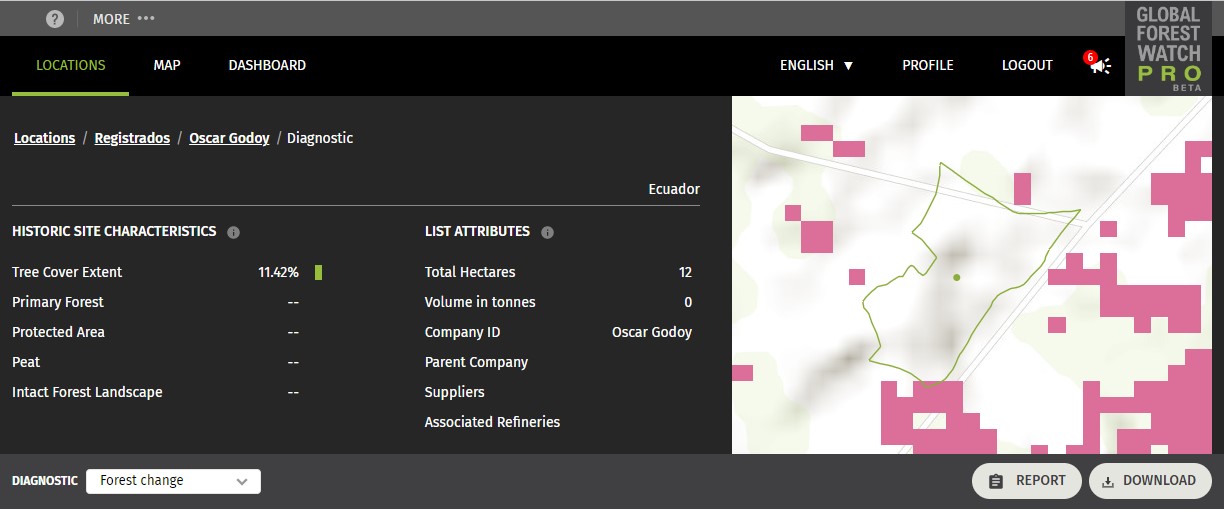 ? MORE •••
GLOBAL
FOREST
WATCH
PRO
BETA
LOCATIONS MAP DASHBOARD ENGLISH ▼ PROFILE LOGOUT 6
Locations / Registrados / Oscar Godoy / Diagnostic
Ecuador
HISTORIC SITE CHARACTERISTICS i
Tree Cover Extent 11.42%
Primary Forest --
Protected Area --
Peat --
Intact Forest Landscape --
LIST ATTRIBUTES i
Total Hectares 12
Volume in tonnes 0
Company ID Oscar Godoy
Parent Company
Suppliers
Associated Refineries
DIAGNOSTIC Forest change REPORT DOWNLOAD